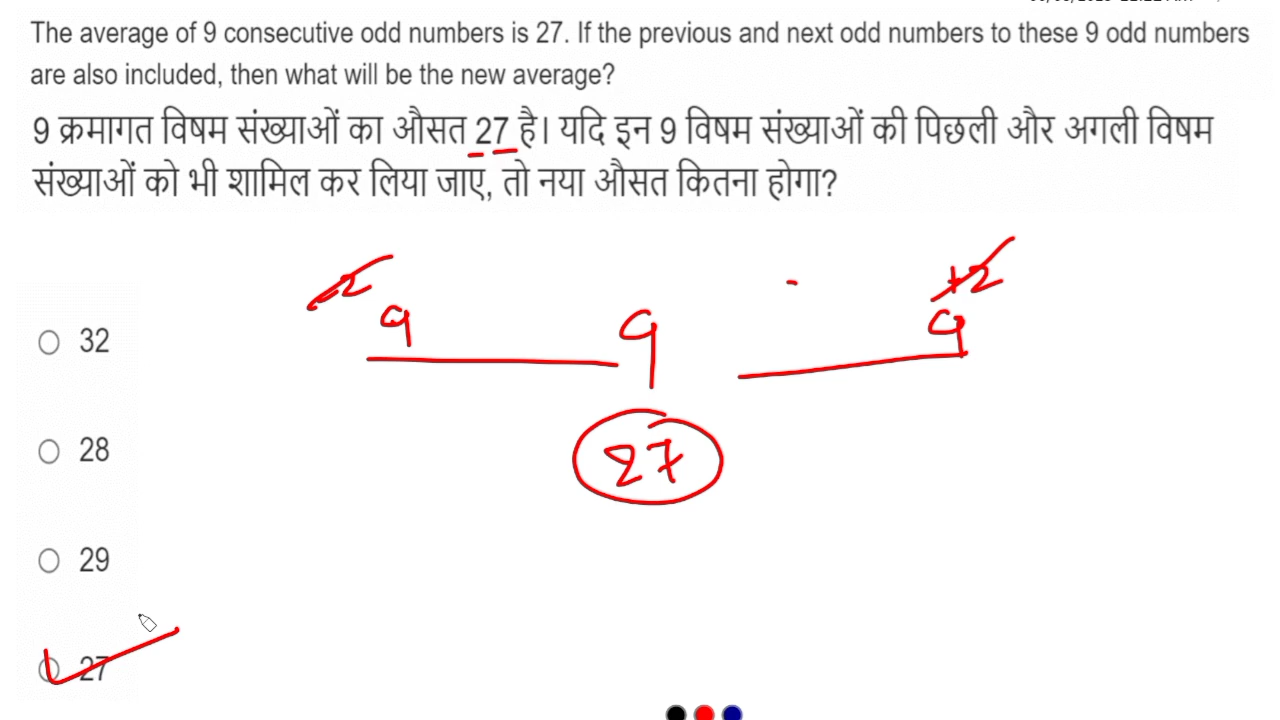 The average of 9 consecutive odd numbers is 27. If the previous and next odd numbers to these 9 odd numbers
are also included, then what will be the new average?
9 क्रमागत विषम संख्याओं का औसत 27 है। यदि इन 9 विषम संख्याओं की पिछली और अगली विषम
संख्याओं को भी शामिल कर लिया जाए, तो नया औसत कितना होगा?
-2 +2
9 9 9
32
27
28
29
27